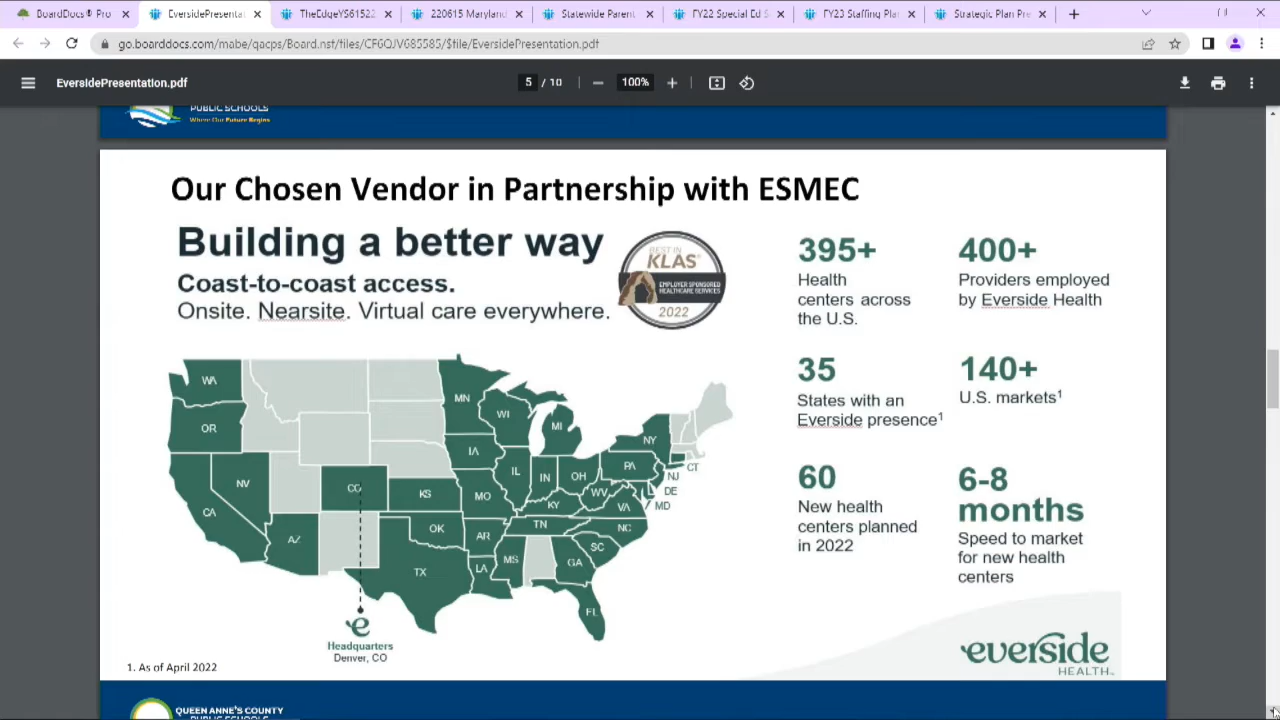 BoardDocs® Pro
EversidePresenta
TheEdgeYS61522
220615 Maryland
Statewide Parent
FY22 Special Ed S
FY23 Staffing Pla
Strategic Plan Pre
go.boarddocs.com/mabe/qacps/Board.nsf/files/CF6QJV685585/$file/EversidePresentation.pdf
EversidePresentation.pdf
5 / 10
100%
PUBLIC SCHOOLS
Where Our Future Begins
Our Chosen Vendor in Partnership with ESMEC
Building a better way
Coast-to-coast access.
Onsite. Nearsite. Virtual care everywhere.
BEST IN
KLAS
EMPLOYER SPONSORED
HEALTHCARE SERVICES
2022
395+
Health
centers across
the U.S.
400+
Providers employed
by Everside Health
35
States with an
Everside presence¹
140+
U.S. markets¹
60
New health
centers planned
in 2022
6-8
months
Speed to market
for new health
centers
WA
OR
CA
NV
AZ
CO
KS
OK
TX
MN
IA
MO
AR
LA
WI
IL
MS
MI
IN
KY
TN
OH
WV
VA
NC
SC
GA
FL
PA
NY
CT
NJ
DE
MD
e
Headquarters
Denver, CO
1. As of April 2022
everside
HEALTH
QUEEN ANNE'S COUNTY
PUBLIC SCHOOLS